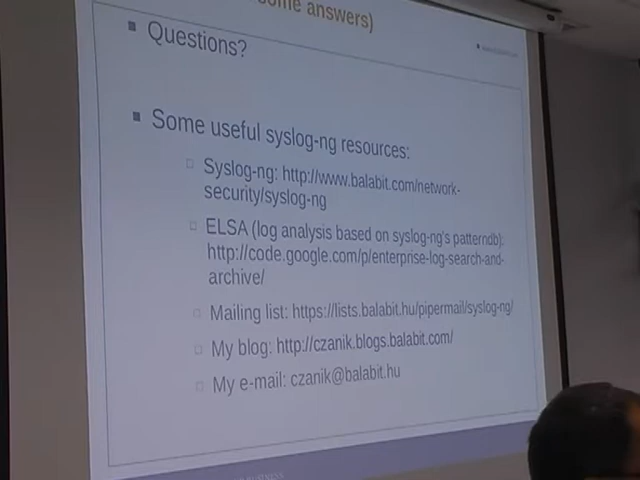 some answers)
Questions?
Some useful syslog-ng resources:
Syslog-ng: http://www.balabit.com/network-
security/syslog-ng
ELSA (log analysis based on syslog-ng's patterndb):
http://code.google.com/p/enterprise-log-search-and-
archive/
Mailing list: https://lists.balabit.hu/pipermail/syslog-ng/
My blog: http://czanik.blogs.balabit.com/
My e-mail: czanik@balabit.hu